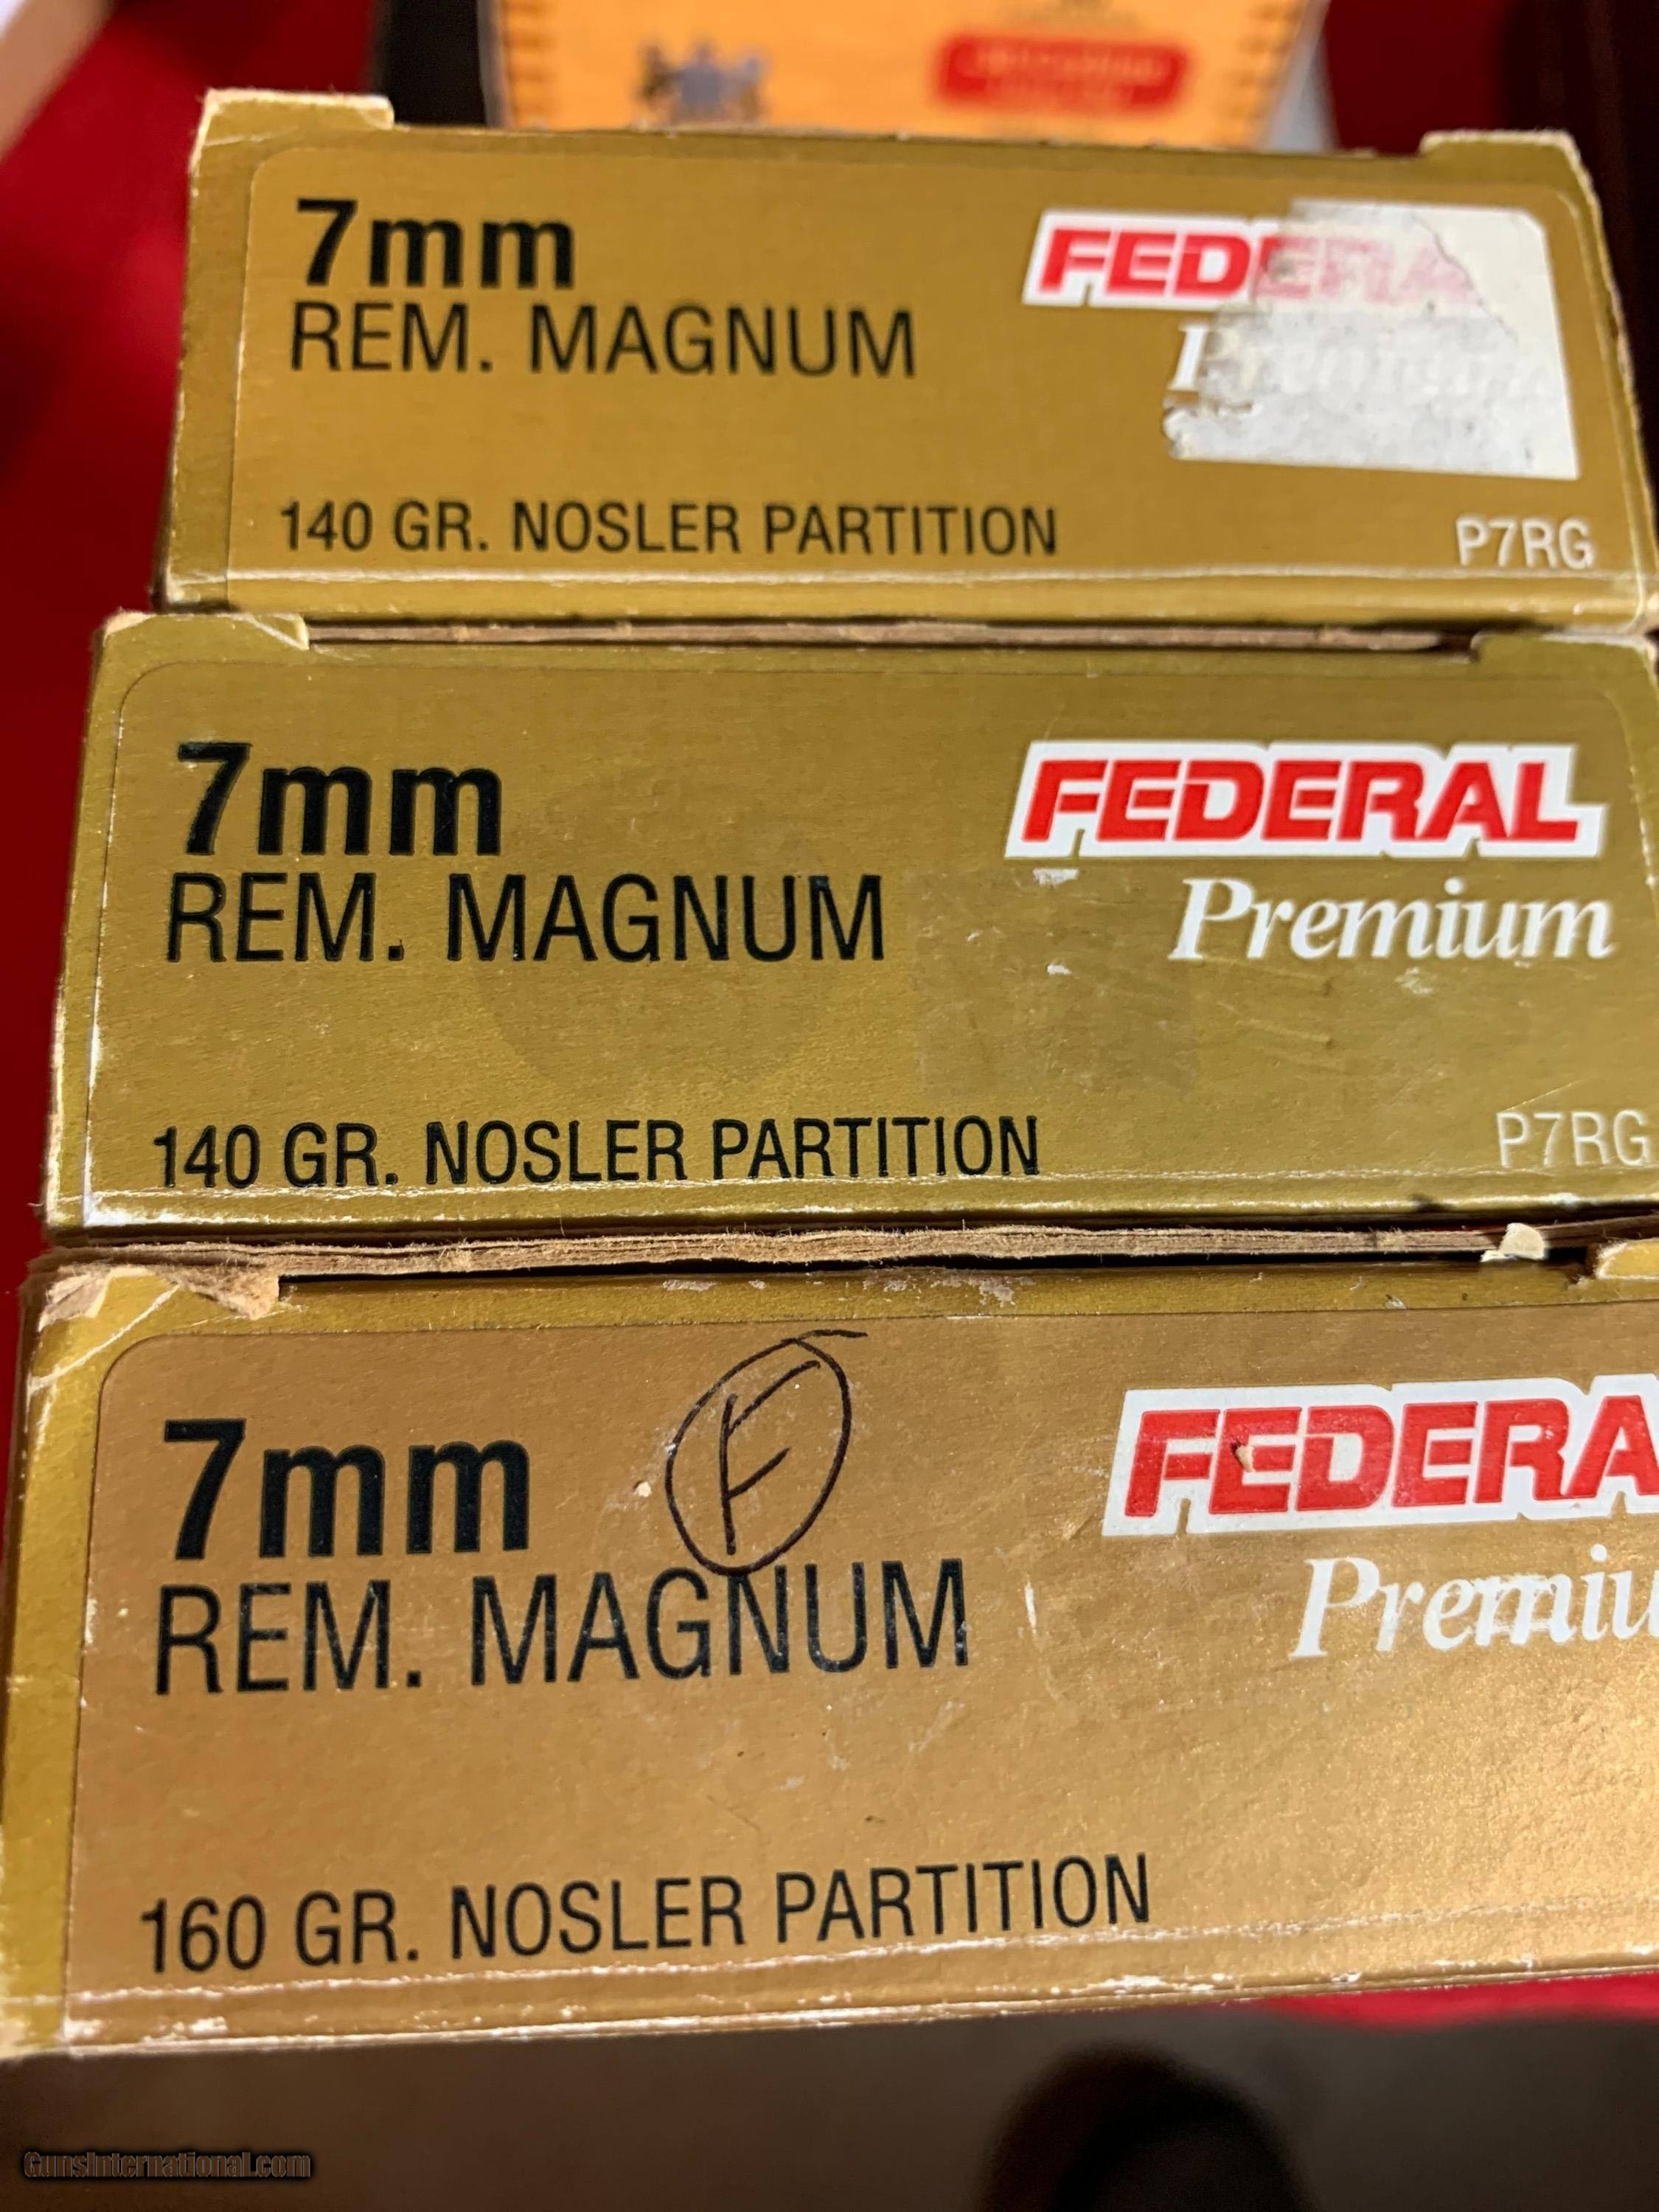 7mm
REM. MAGNUM
FEDERAL
140 GR. NOSLER PARTITION
P7RG
7mm
REM. MAGNUM
FEDERAL
Premium
140 GR. NOSLER PARTITION
P7RG
7mm
F
REM. MAGNUM
FEDERA
Premiu
160 GR. NOSLER PARTITION
GunsInternational.com